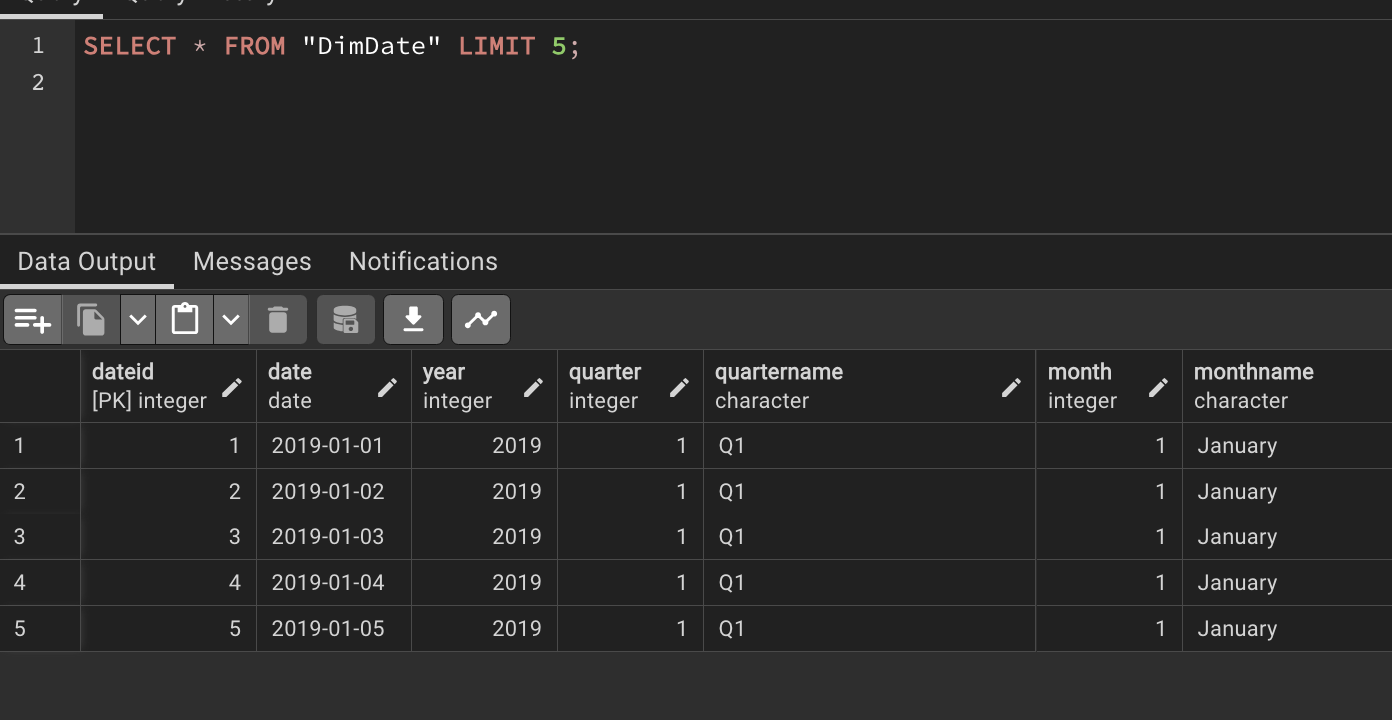 1 SELECT * FROM "DimDate" LIMIT 5;
2
Data Output Messages Notifications
dateid date year quarter quartername month monthname
[PK] integer date integer integer character integer character
1 1 2019-01-01 2019 1 Q1 1 January
2 2 2019-01-02 2019 1 Q1 1 January
3 3 2019-01-03 2019 1 Q1 1 January
4 4 2019-01-04 2019 1 Q1 1 January
5 5 2019-01-05 2019 1 Q1 1 January